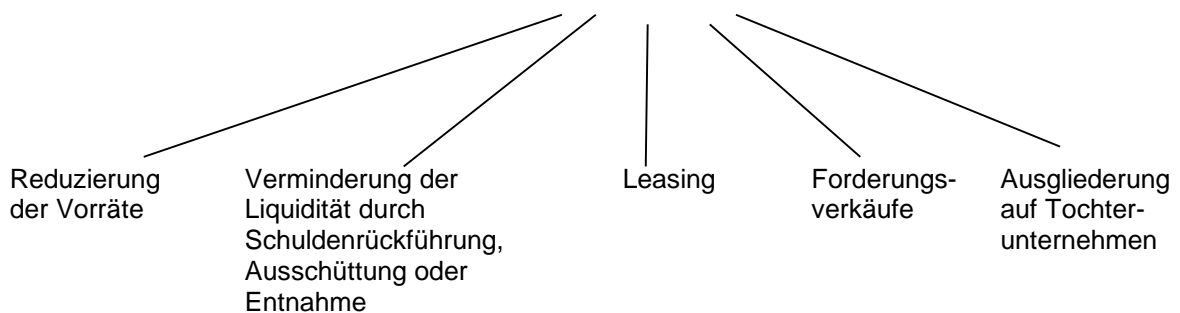 Reduzierung
der Vorräte
Verminderung der
Liquidität durch
Schuldenrückführung,
Ausschüttung oder
Entnahme
Leasing
Forderungs-
verkäufe
Ausgliederung
auf Tochter-
unternehmen